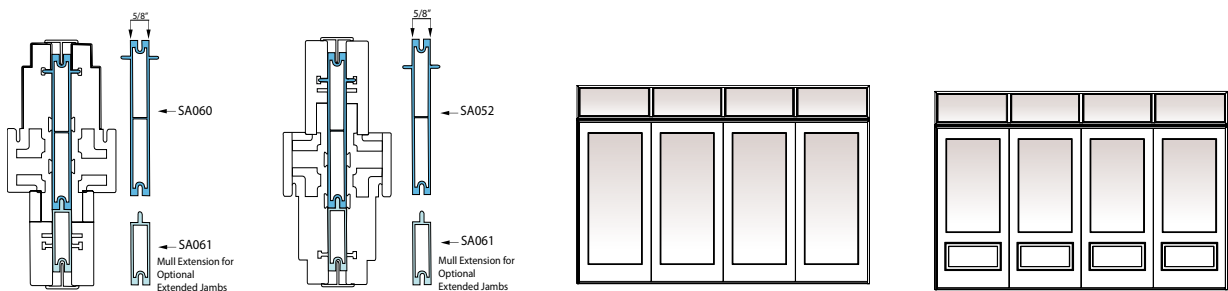 5/8"
SA060
SA061
Mull Extension for
Optional
Extended Jambs
5/8"
SA052
SA061
Mull Extension for
Optional
Extended Jambs